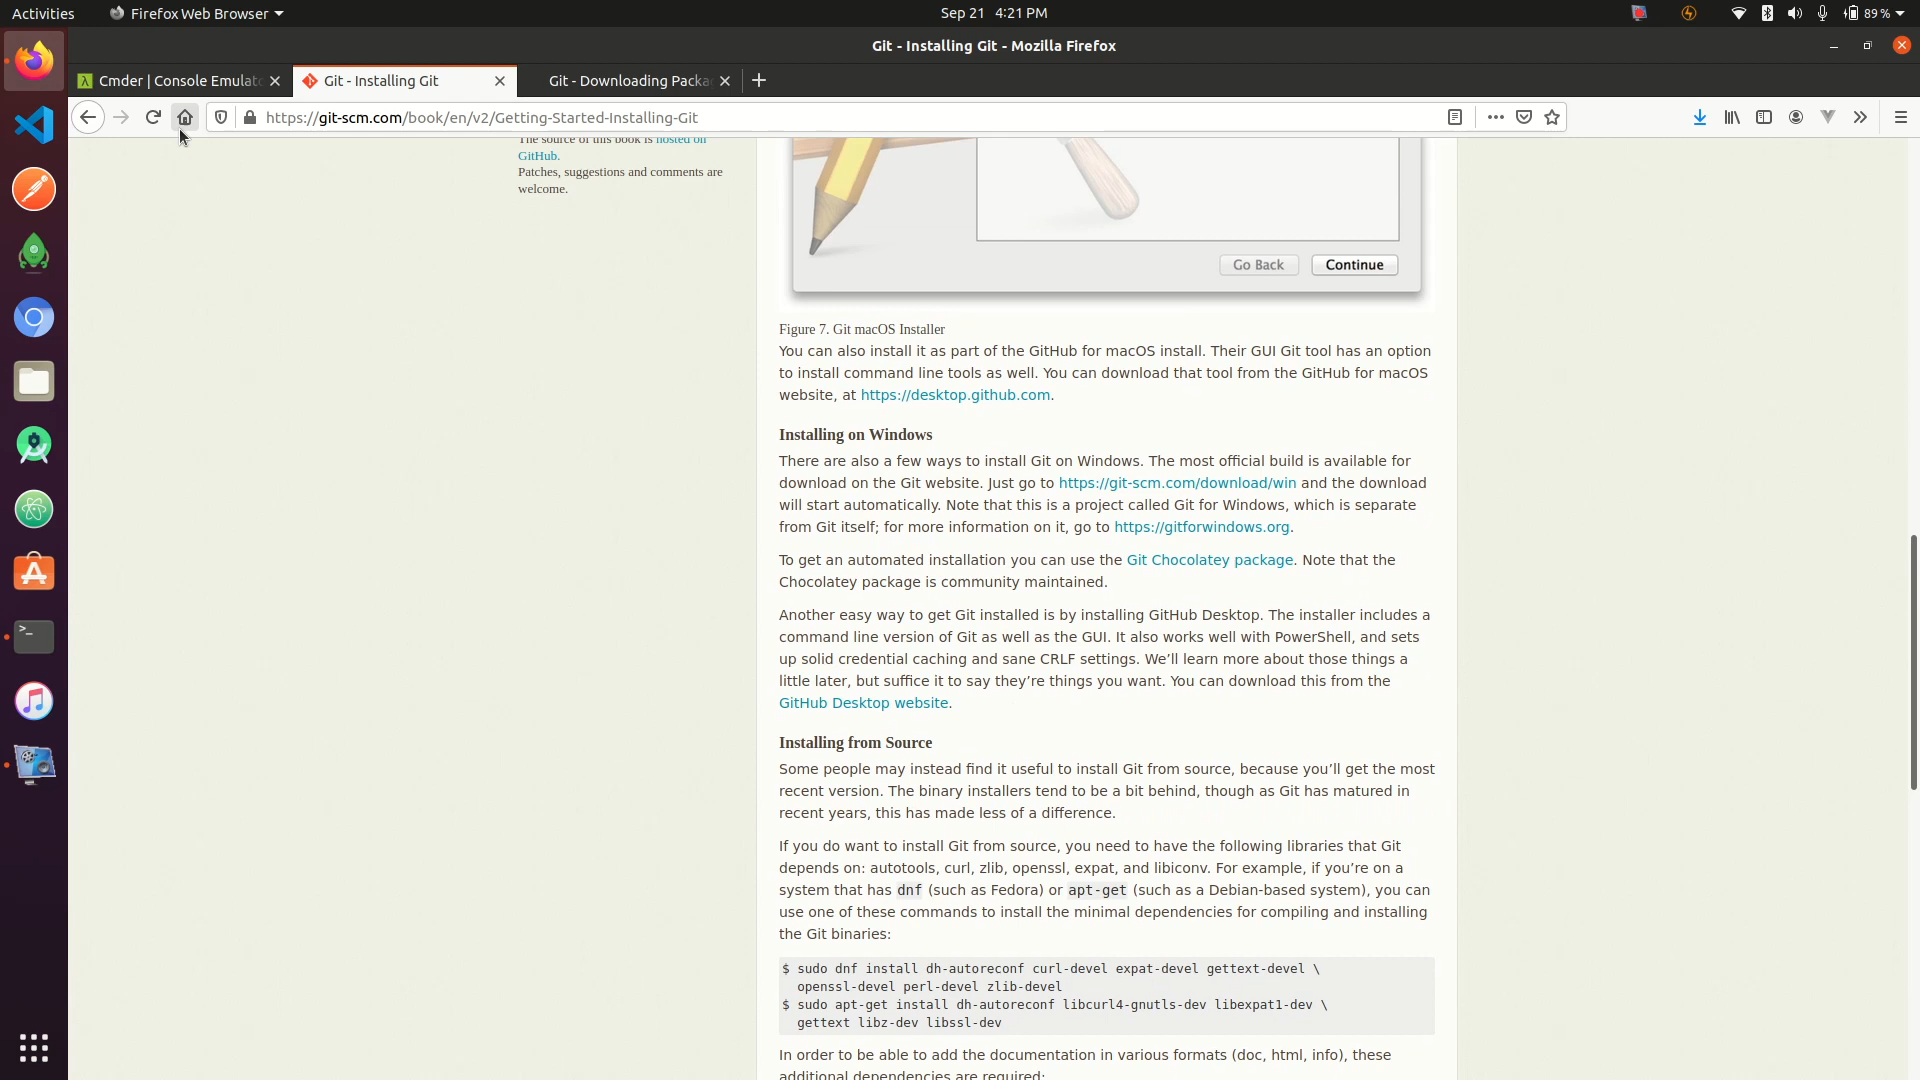 Activities
Firefox Web Browser
Sep 21 4:21 PM
89 %
Git - Installing Git - Mozilla Firefox
Cmder | Console Emulato
Git - Installing Git
Git - Downloading Packa
https://git-scm.com/book/en/v2/Getting-Started-Installing-Git
The source of this book is hosted on
GitHub.
Patches, suggestions and comments are
welcome.
Go Back
Continue
Figure 7. Git macOS Installer
You can also install it as part of the GitHub for macOS install. Their GUI Git tool has an option
to install command line tools as well. You can download that tool from the GitHub for macOS
website, at https://desktop.github.com.
Installing on Windows
There are also a few ways to install Git on Windows. The most official build is available for
download on the Git website. Just go to https://git-scm.com/download/win and the download
will start automatically. Note that this is a project called Git for Windows, which is separate
from Git itself; for more information on it, go to https://gitforwindows.org.
To get an automated installation you can use the Git Chocolatey package. Note that the
Chocolatey package is community maintained.
Another easy way to get Git installed is by installing GitHub Desktop. The installer includes a
command line version of Git as well as the GUI. It also works well with PowerShell, and sets
up solid credential caching and sane CRLF settings. We’ll learn more about those things a
little later, but suffice it to say they’re things you want. You can download this from the
GitHub Desktop website.
Installing from Source
Some people may instead find it useful to install Git from source, because you’ll get the most
recent version. The binary installers tend to be a bit behind, though as Git has matured in
recent years, this has made less of a difference.
If you do want to install Git from source, you need to have the following libraries that Git
depends on: autotools, curl, zlib, openssl, expat, and libiconv. For example, if you’re on a
system that has dnf (such as Fedora) or apt-get (such as a Debian-based system), you can
use one of these commands to install the minimal dependencies for compiling and installing
the Git binaries:
$ sudo dnf install dh-autoreconf curl-devel expat-devel gettext-devel \
openssl-devel perl-devel zlib-devel
$ sudo apt-get install dh-autoreconf libcurl4-gnutls-dev libexpat1-dev \
gettext libz-dev libssl-dev
In order to be able to add the documentation in various formats (doc, html, info), these
additional dependencies are required: